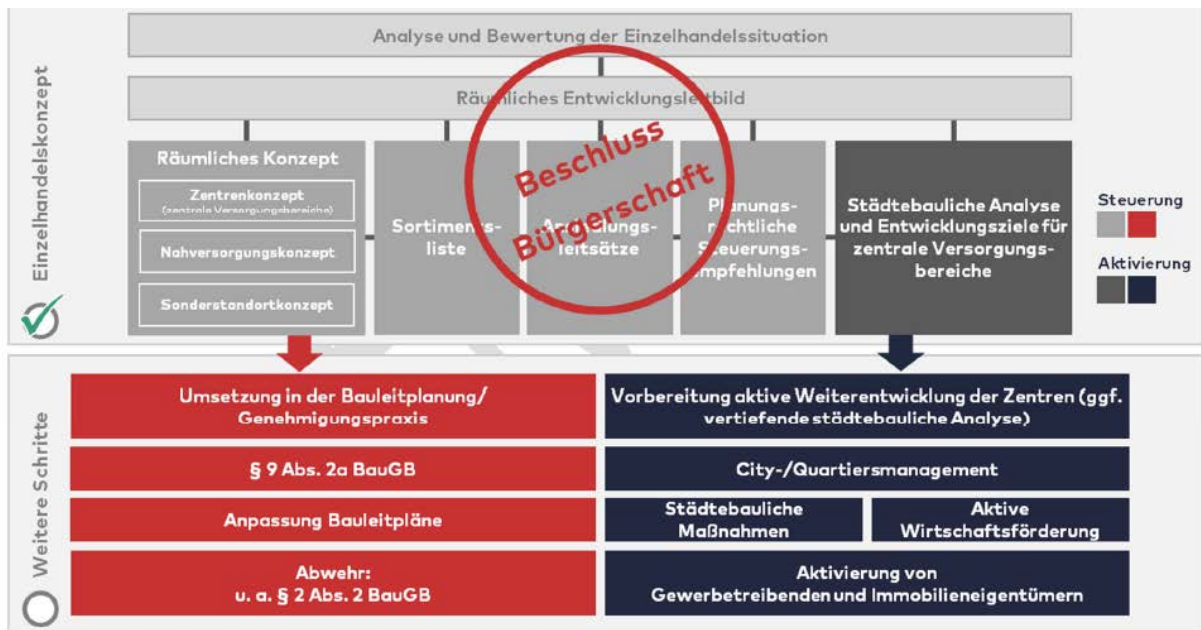 Einzelhandelskonzept
Analyse und Bewertung der Einzelhandelssituation
Räumliches Entwicklungsleitbild
Räumliches Konzept
Zentrenkonzept
(zentrale Versorgungsbereiche)
Nahversorgungskonzept
Sonderstandortkonzept
Sortiments-
liste
Planungs-
rechtliche
Steuerungs-
empfehlungen
Städtebauliche Analyse
und Entwicklungsziele für
zentrale Versorgungs-
bereiche
Beschluss
Bürgerschaft
Steuerung
Aktivierung
Weitere Schritte
Umsetzung in der Bauleitplanung/
Genehmigungspraxis
§ 9 Abs. 2a BauGB
Anpassung Bauleitpläne
Abwehr:
u. a. § 2 Abs. 2 BauGB
Vorbereitung aktive Weiterentwicklung der Zentren (ggf.
vertiefende städtebauliche Analyse)
City-/Quartiersmanagement
Städtebauliche
Maßnahmen
Aktive
Wirtschaftsförderung
Aktivierung von
Gewerbetreibenden und Immobilieneigentümern